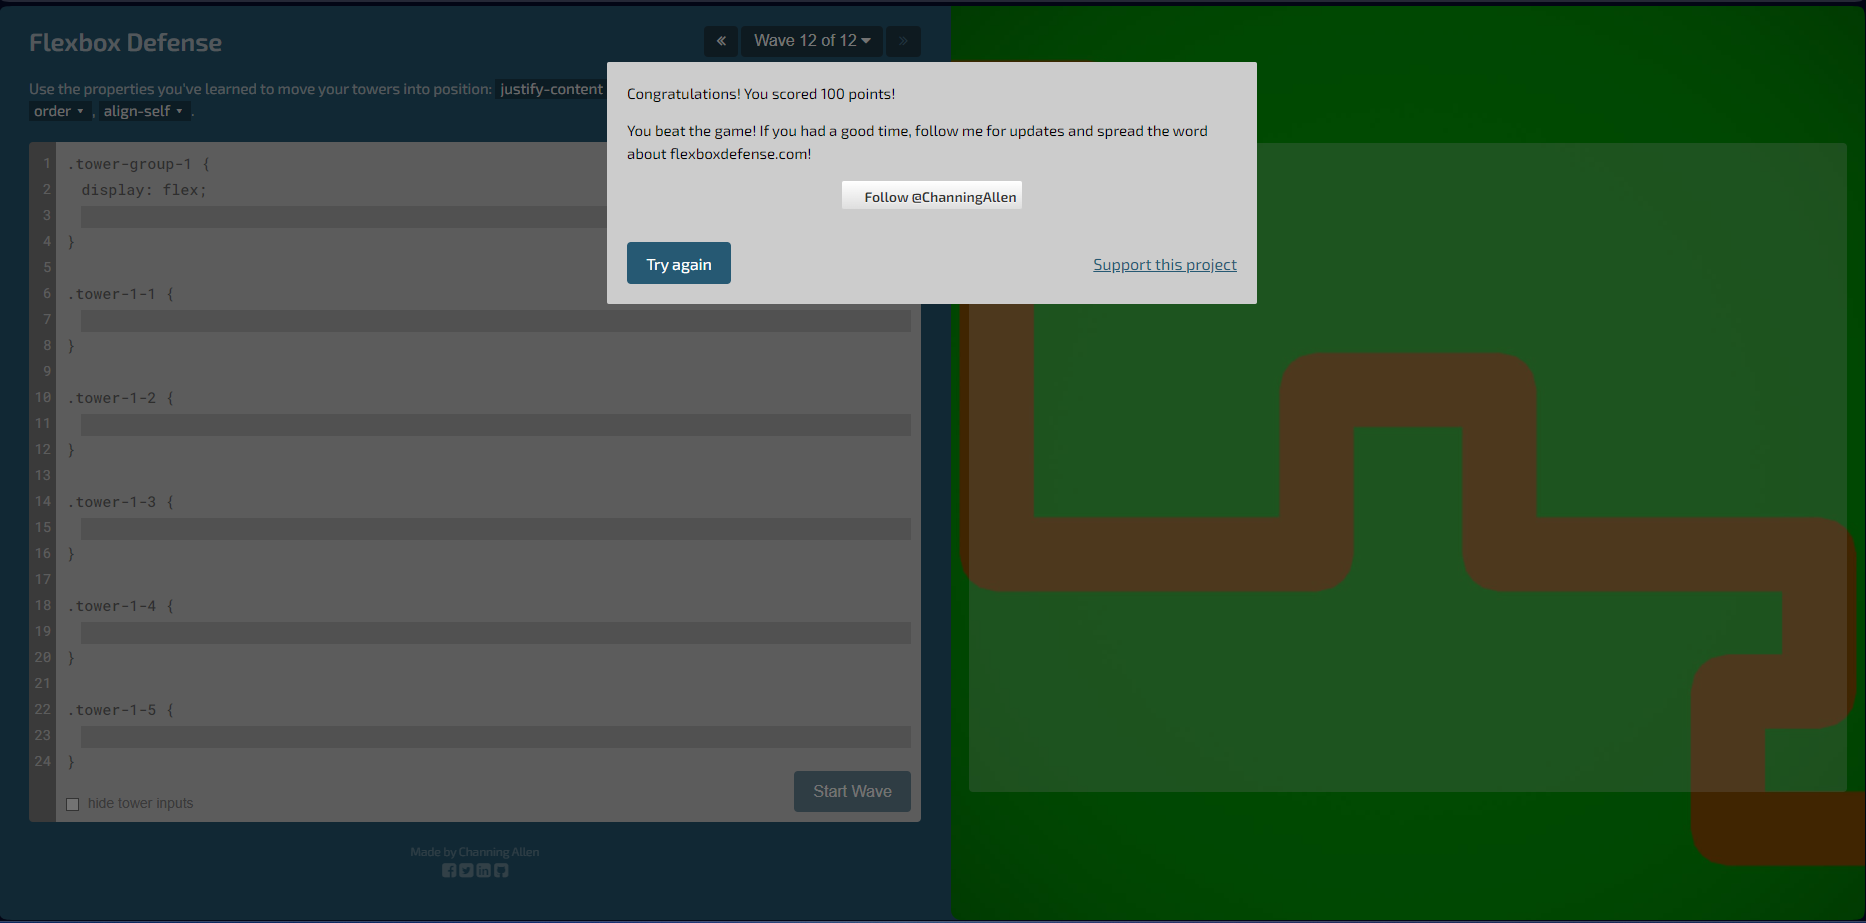 Flexbox Defense
«
Wave 12 of 12
»
Use the properties you've learned to move your towers into position: justify-content
order , align-self .
Congratulations! You scored 100 points!
You beat the game! If you had a good time, follow me for updates and spread the word
about flexboxdefense.com!
Follow @ChanningAllen
Try again
Support this project
1 .tower-group-1 {
2 display: flex;
3
4 }
5
6 .tower-1-1 {
7
8 }
9
10 .tower-1-2 {
11
12 }
13
14 .tower-1-3 {
15
16 }
17
18 .tower-1-4 {
19
20 }
21
22 .tower-1-5 {
23
24 }
hide tower inputs
Start Wave
Made by Channing Allen